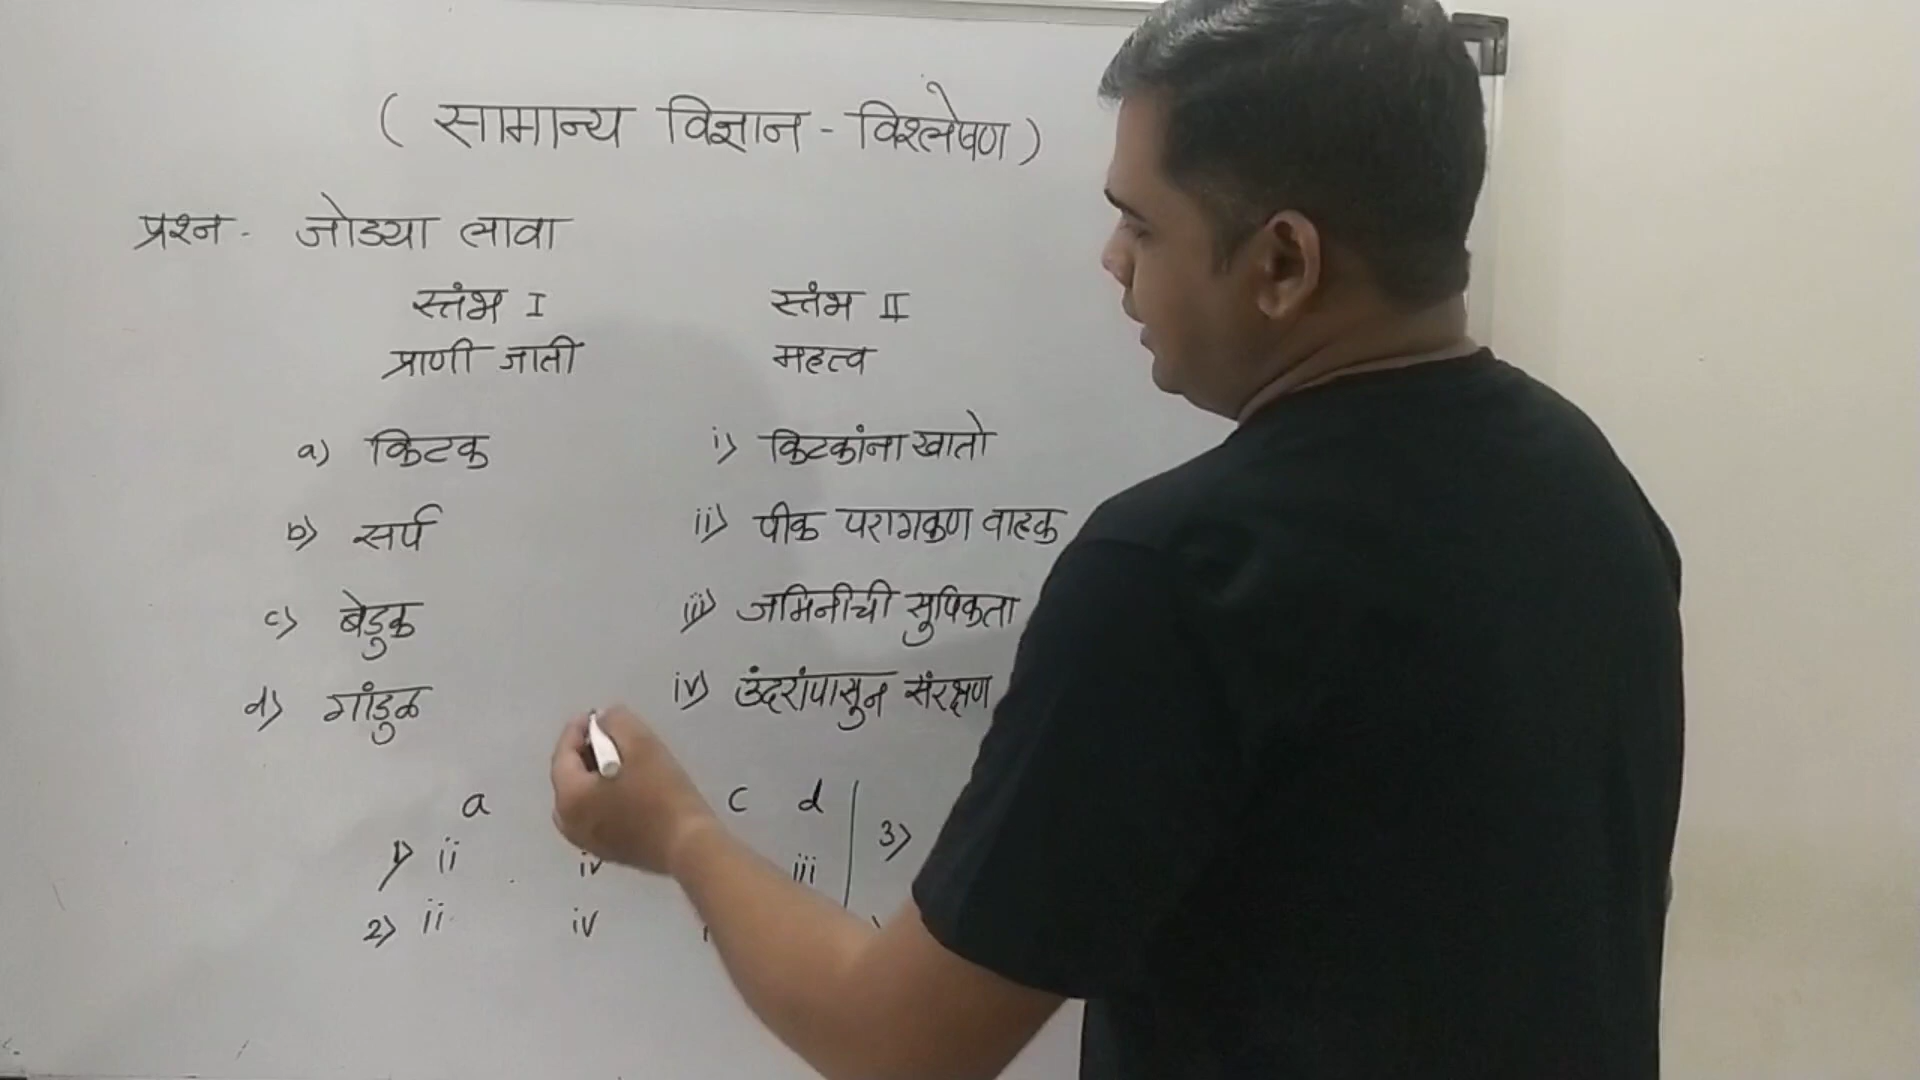 ( सामान्य विज्ञान - विश्लेषण )
प्रश्न - जोड्या लावा
स्तंभ I स्तंभ II
प्राणी जाती महत्व
a) किटक i) किटकांना खातो
b) सर्प ii) पीक परागकण वाहक
c) बेडुक iii) जमिनीची सुपिकता
d) गांडुळ iv) उंदरांपासुन संरक्षण
a c d
1) ii iv iii 3)
2) ii iv